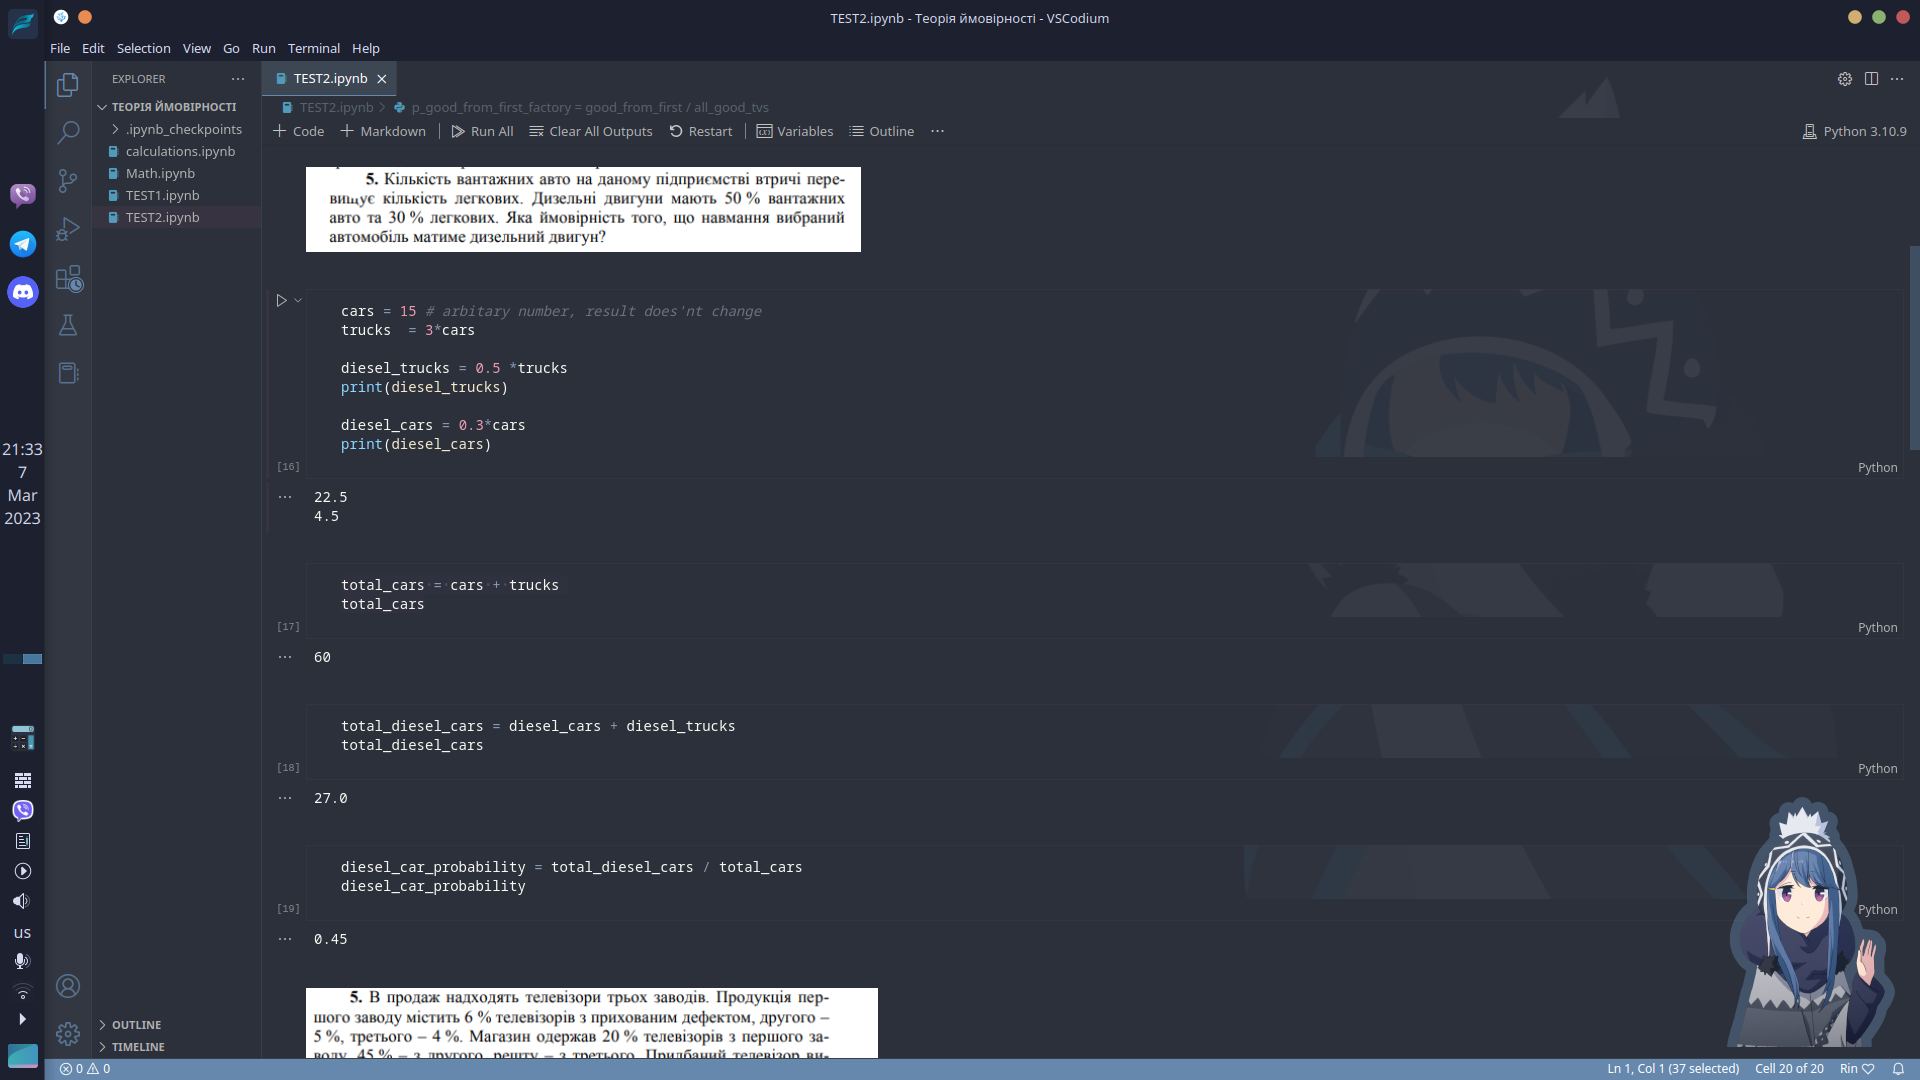 TEST2.ipynb - Теорія ймовірності - VSCodium
File Edit Selection View Go Run Terminal Help
EXPLORER
ТЕОРІЯ ЙМОВІРНОСТІ
.ipynb_checkpoints
calculations.ipynb
Math.ipynb
TEST1.ipynb
TEST2.ipynb
OUTLINE
TIMELINE
21:33
7
Mar
2023
us
TEST2.ipynb
TEST2.ipynb > p_good_from_first_factory = good_from_first / all_good_tvs
+ Code + Markdown | Run All Clear All Outputs Restart | Variables Outline ...
Python 3.10.9
5. Кількість вантажних авто на даному підприємстві втричі пере-
вищує кількість легкових. Дизельні двигуни мають 50 % вантажних
авто та 30 % легкових. Яка ймовірність того, що навмання вибраний
автомобіль матиме дизельний двигун?
cars = 15 # arbitary number, result does'nt change
trucks  = 3*cars
diesel_trucks = 0.5 *trucks
print(diesel_trucks)
diesel_cars = 0.3*cars
print(diesel_cars)
[16]
Python
22.5
4.5
total_cars = cars + trucks
total_cars
[17]
Python
60
total_diesel_cars = diesel_cars + diesel_trucks
total_diesel_cars
[18]
Python
27.0
diesel_car_probability = total_diesel_cars / total_cars
diesel_car_probability
[19]
Python
0.45
5. В продаж надходять телевізори трьох заводів. Продукція пер-
шого заводу містить 6 % телевізорів з прихованим дефектом, другого –
5 %, третього – 4 %. Магазин одержав 20 % телевізорів з першого за-
воду, 45 % – з другого, решту – з третього. Придбаний телевізор ви-
0 0
Ln 1, Col 1 (37 selected) Cell 20 of 20 Rin ♡